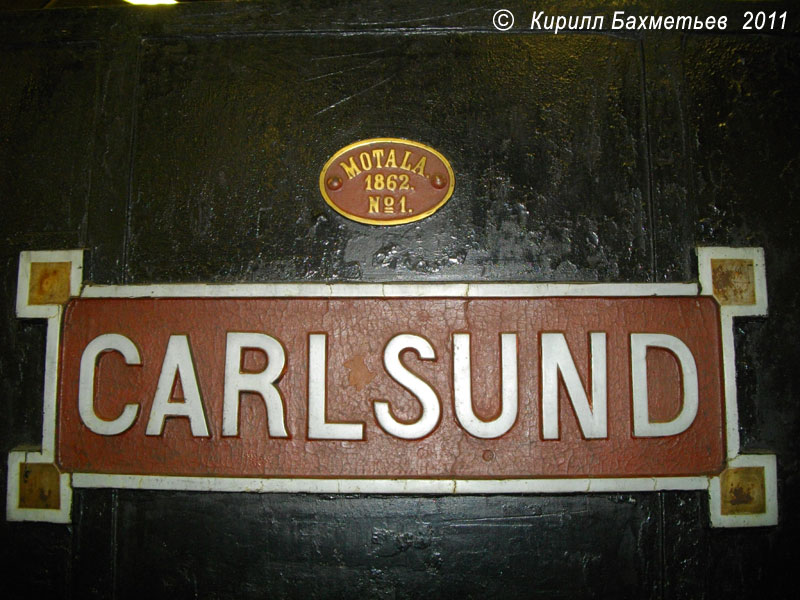 © Кирилл Бахметьев 2011
MOTALA.
1862.
Nº1.
CARLSUND